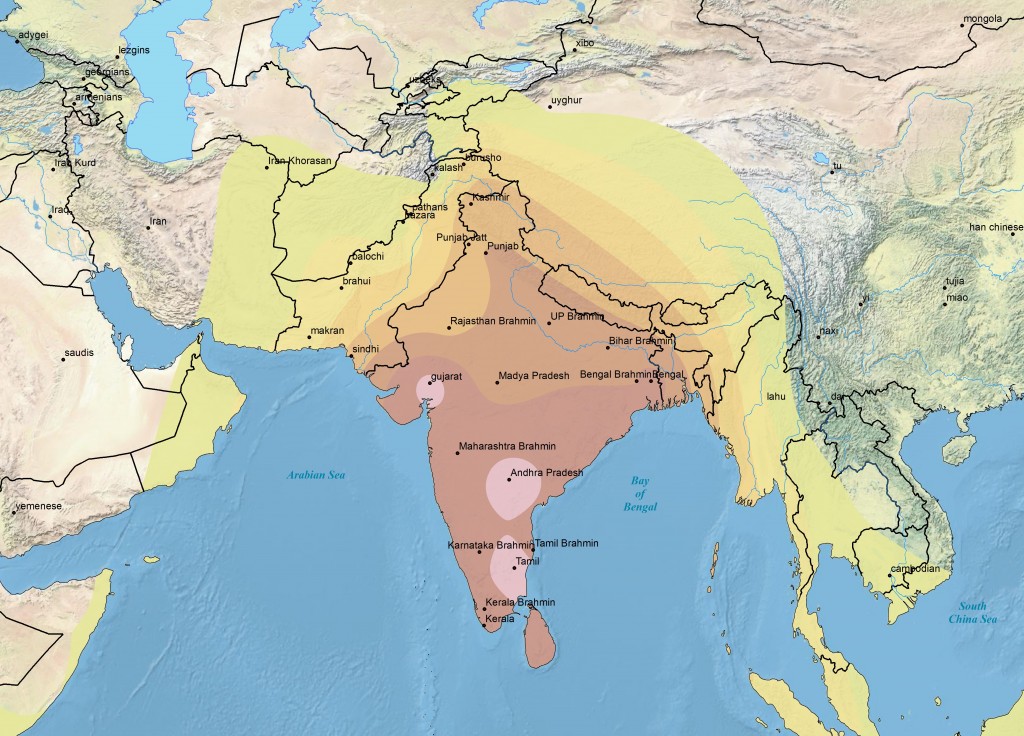 mongola
adygei
xibo
lezgins
georgians
uzbeks
armenians
uyghur
Iran Kurd
Iran Khorasan
burusho
tu
kalash
Kashmir
pathans
hazara
Iraq
Iran
han chinese
Punjab Jatt
Punjab
balochi
brahui
tujia
miao
yi
Rajasthan Brahmin
UP Brahmin
makran
naxi
Bihar Brahmin
sindhi
saudis
gujarat
Madya Pradesh
Bengal Brahmin
Bengal
lahu
dai
Maharashtra Brahmin
Andhra Pradesh
Arabian Sea
Bay
of
Bengal
yemenese
Karnataka Brahmin
Tamil Brahmin
Tamil
cambodian
Kerala Brahmin
Kerala
South
China Sea